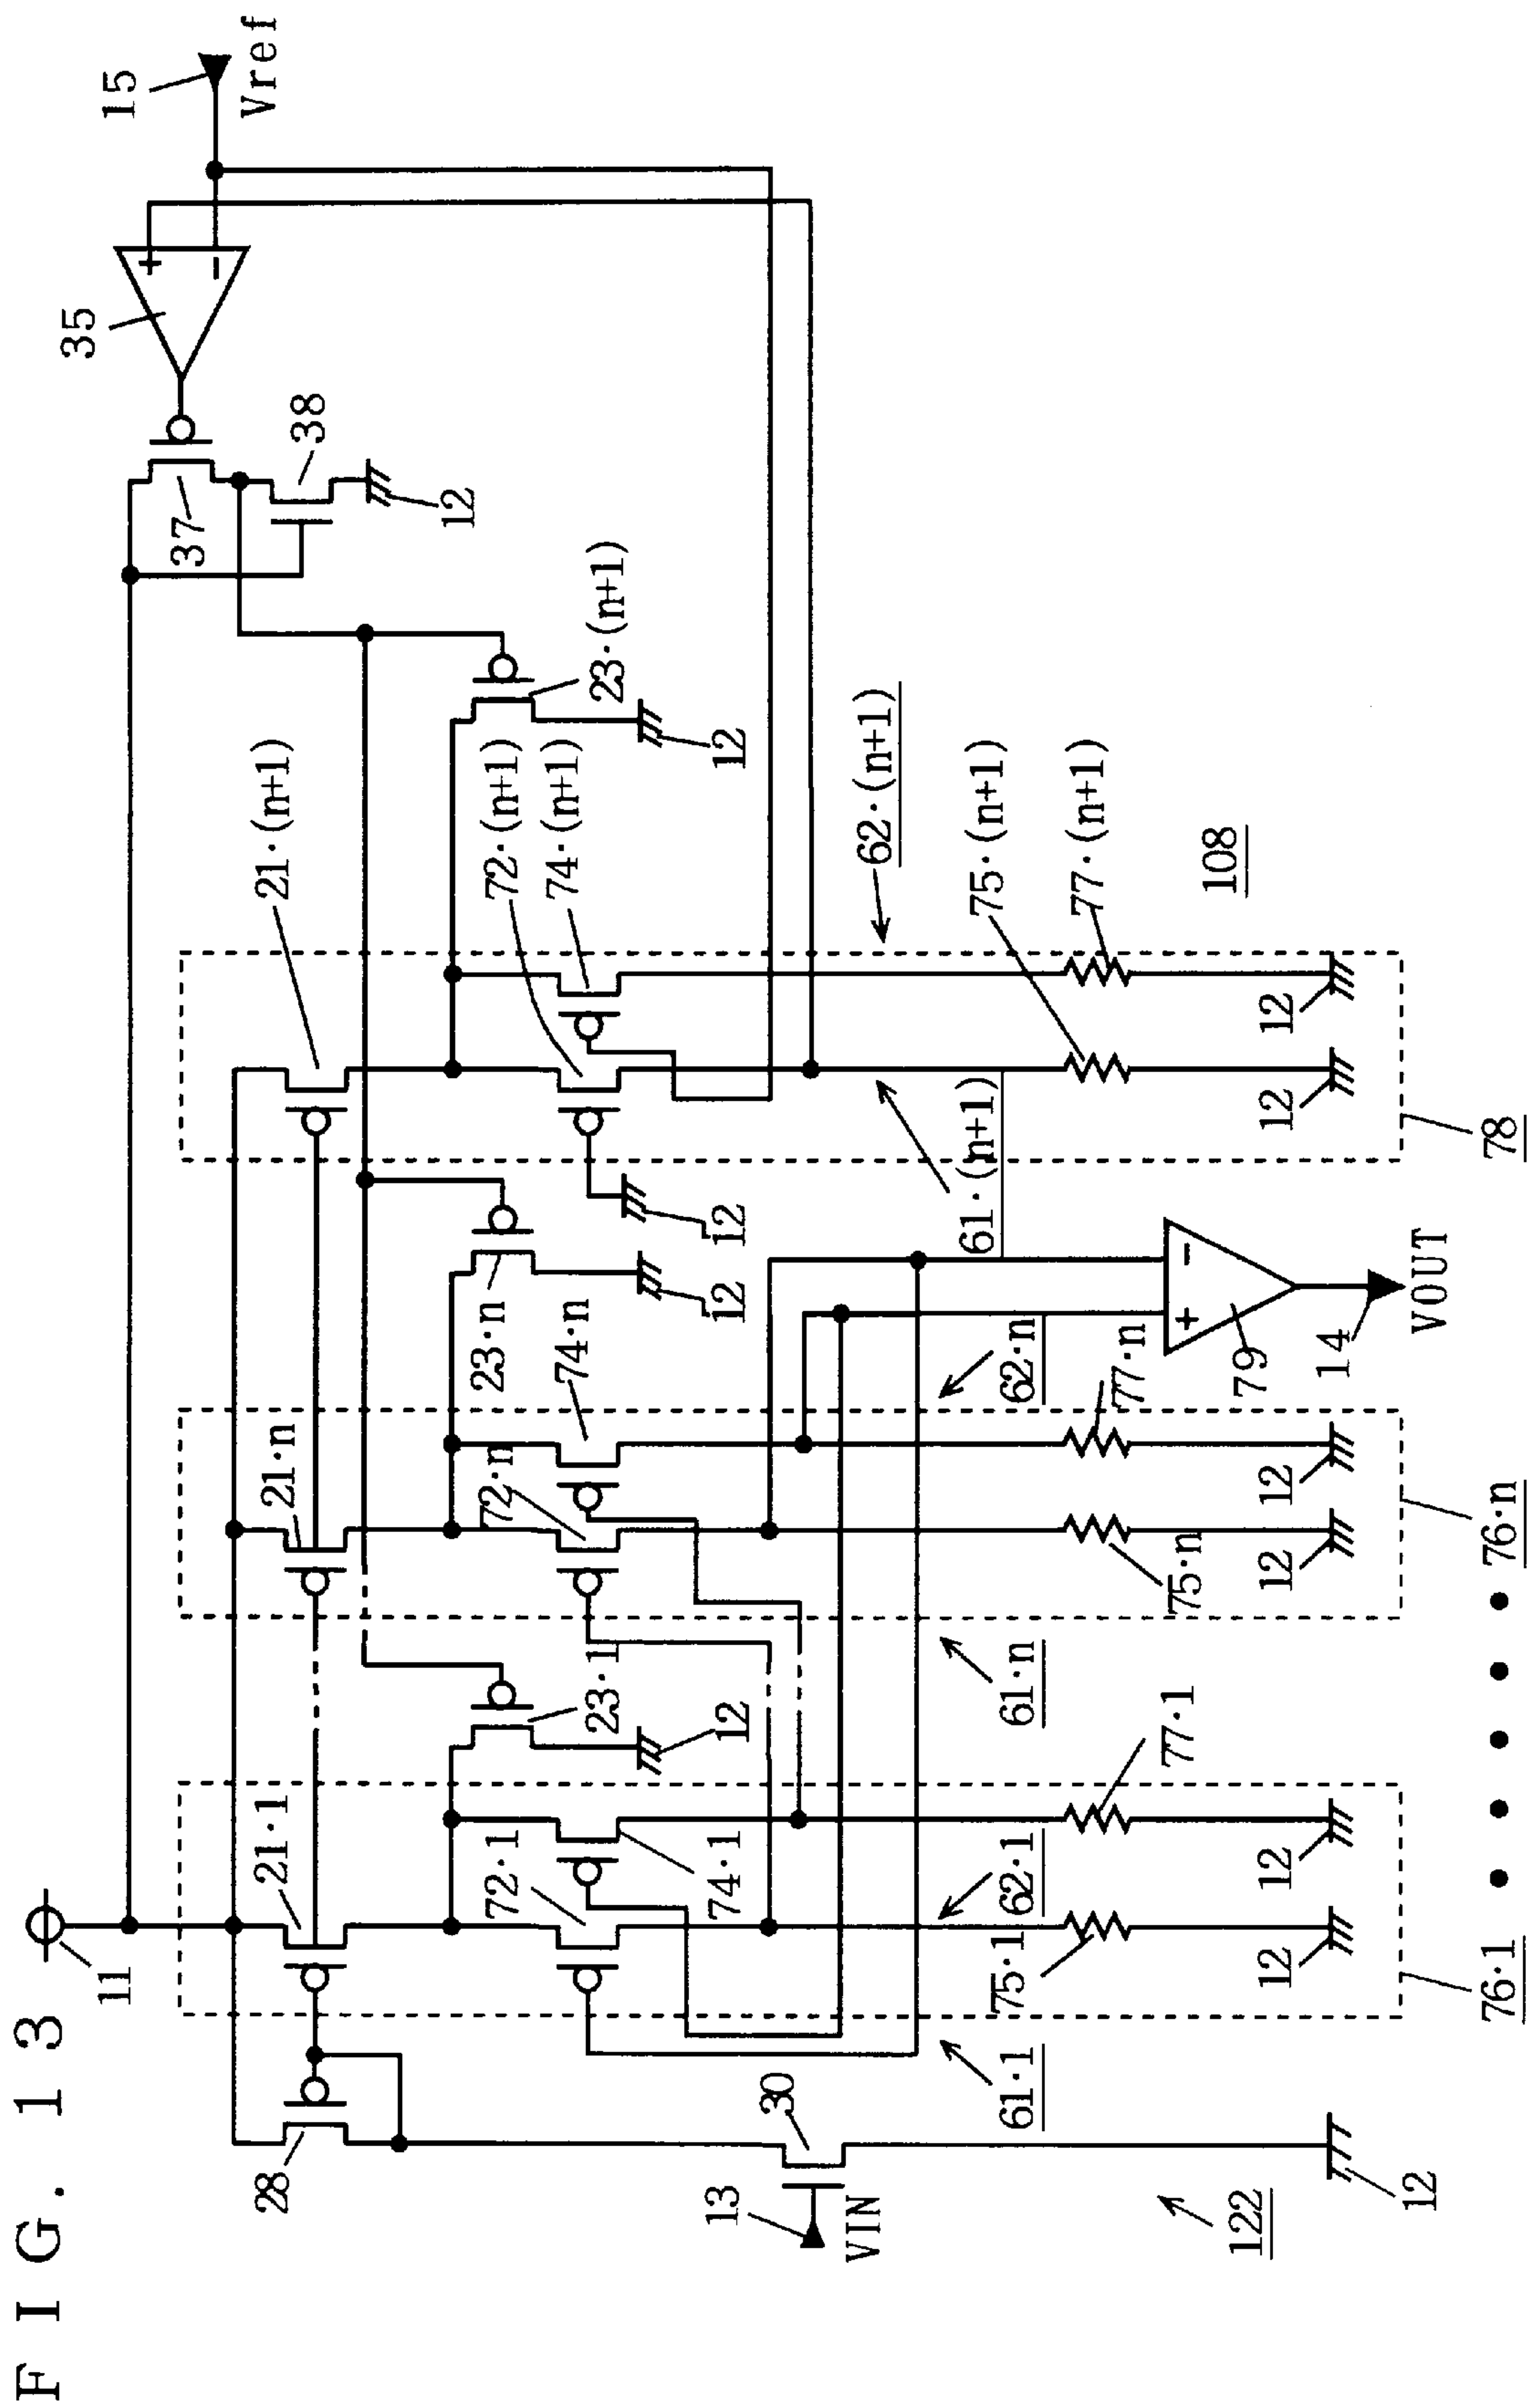 FIG. 13
11
15
Vref
35
37
38
12
28
21·1
21·n
21·(n+1)
23·1
12
23·n
12
23·(n+1)
12
72·1
74·1
72·n
74·n
72·(n+1)
74·(n+1)
12
13
VIN
30
61·1
62·1
61·n
62·n
61·(n+1)
62·(n+1)
75·1
77·1
75·n
77·n
75·(n+1)
77·(n+1)
79
14
VOUT
12
12
12
12
12
12
12
122
108
76·1
76·n
78